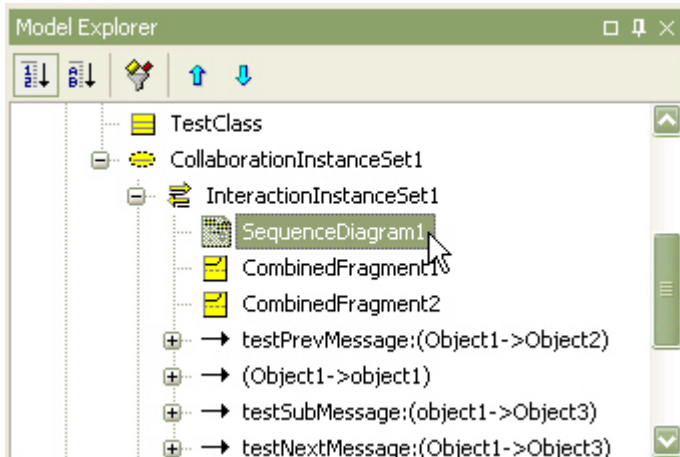 Model Explorer
TestClass
CollaborationInstanceSet1
InteractionInstanceSet1
SequenceDiagram1
CombinedFragment1
CombinedFragment2
testPrevMessage:(Object1->Object2)
(Object1->object1)
testSubMessage:(object1->Object3)
testNextMessage:(Object1->Object3)